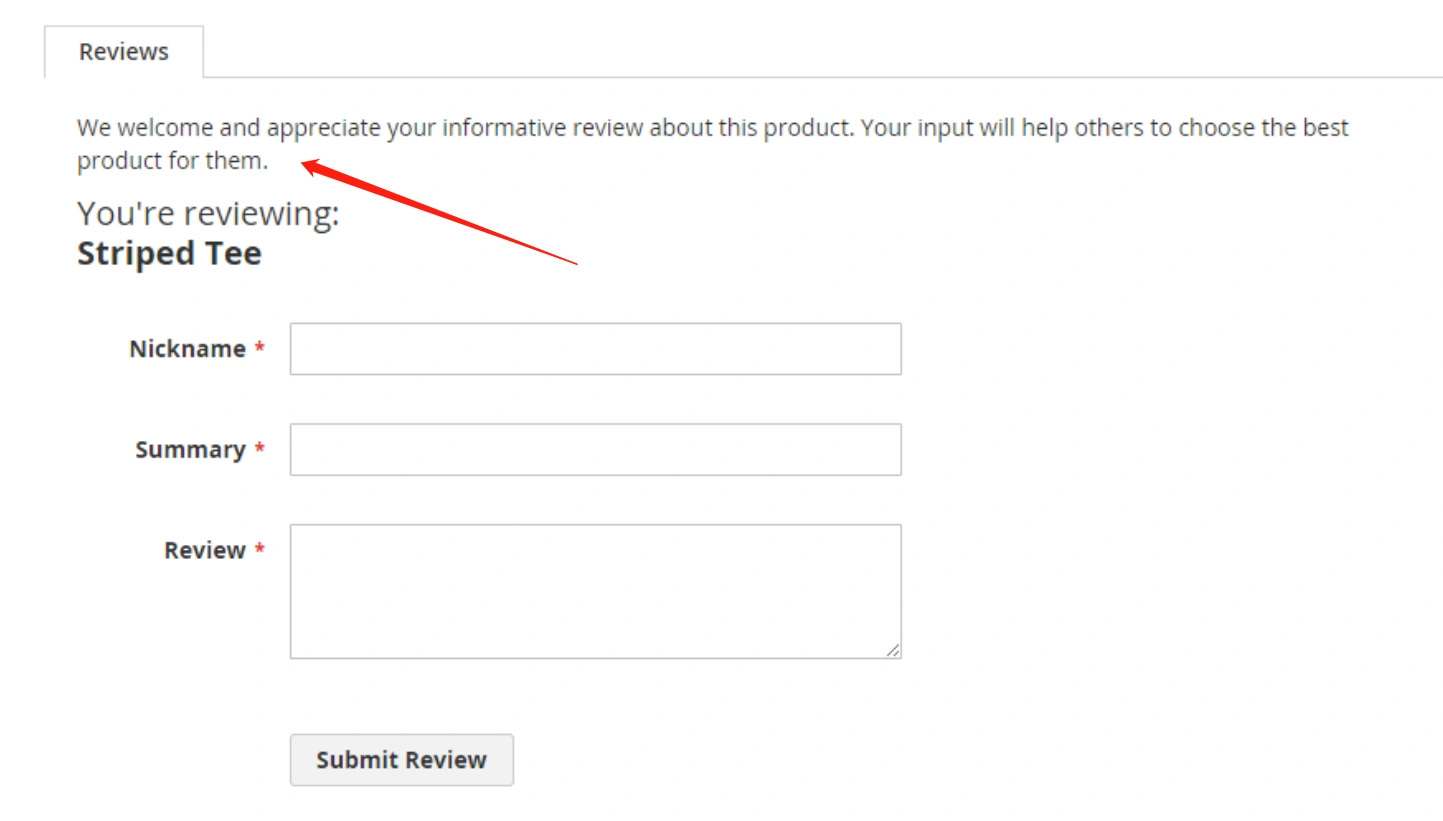 Reviews
We welcome and appreciate your informative review about this product. Your input will help others to choose the best
product for them.
You're reviewing:
Striped Tee
Nickname *
Summary *
Review *
Submit Review